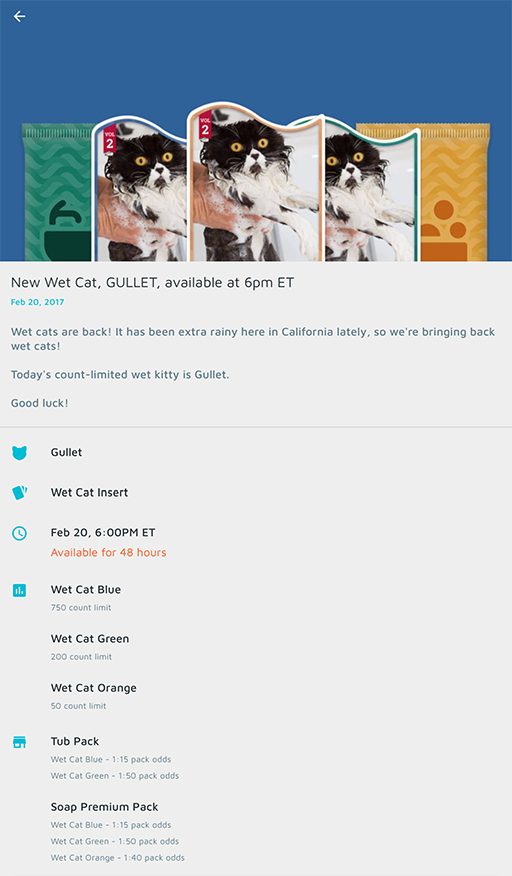 VOL
2
VOL
2
New Wet Cat, GULLET, available at 6pm ET
Feb 20, 2017
Wet cats are back! It has been extra rainy here in California lately, so we're bringing back
wet cats!
Today's count-limited wet kitty is Gullet.
Good luck!
Gullet
Wet Cat Insert
Feb 20, 6:00PM ET
Available for 48 hours
Wet Cat Blue
750 count limit
Wet Cat Green
200 count limit
Wet Cat Orange
50 count limit
Tub Pack
Wet Cat Blue - 1:15 pack odds
Wet Cat Green - 1:50 pack odds
Soap Premium Pack
Wet Cat Blue - 1:15 pack odds
Wet Cat Green - 1:50 pack odds
Wet Cat Orange - 1:40 pack odds